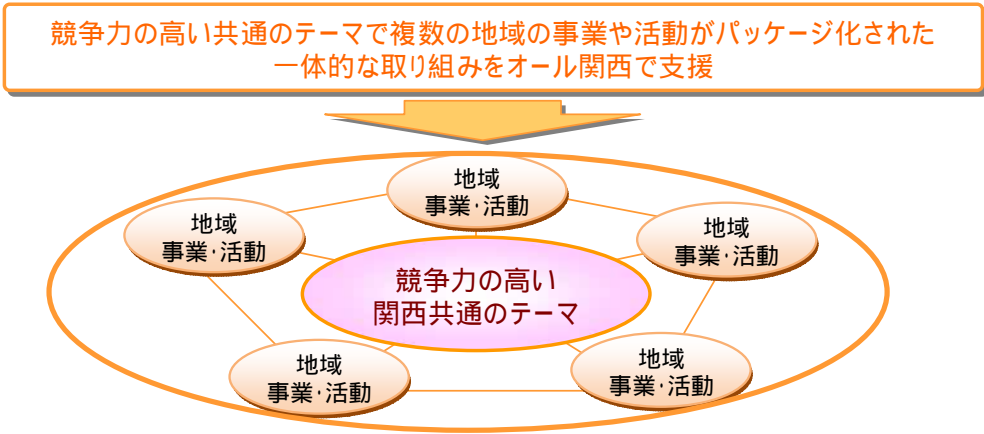 競争力の高い共通のテーマで複数の地域の事業や活動がパッケージ化された
一体的な取り組みをオール関西で支援
地域
事業・活動
地域
事業・活動
地域
事業・活動
競争力の高い
関西共通のテーマ
地域
事業・活動
地域
事業・活動